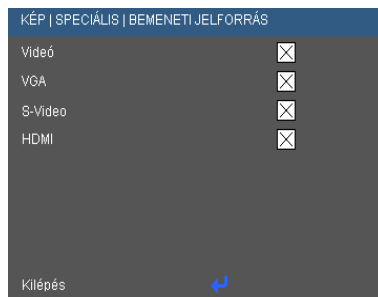 KÉP | SPECIÁLIS | BEMENETI JELFORRÁS
Videó
VGA
S-Video
HDMI
Kilépés